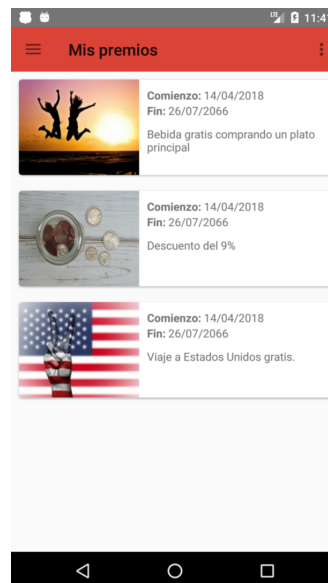 11:4
Mis premios
Comienzo: 14/04/2018
Fin: 26/07/2066
Bebida gratis comprando un plato
principal
Comienzo: 14/04/2018
Fin: 26/07/2066
Descuento del 9%
Comienzo: 14/04/2018
Fin: 26/07/2066
Viaje a Estados Unidos gratis.